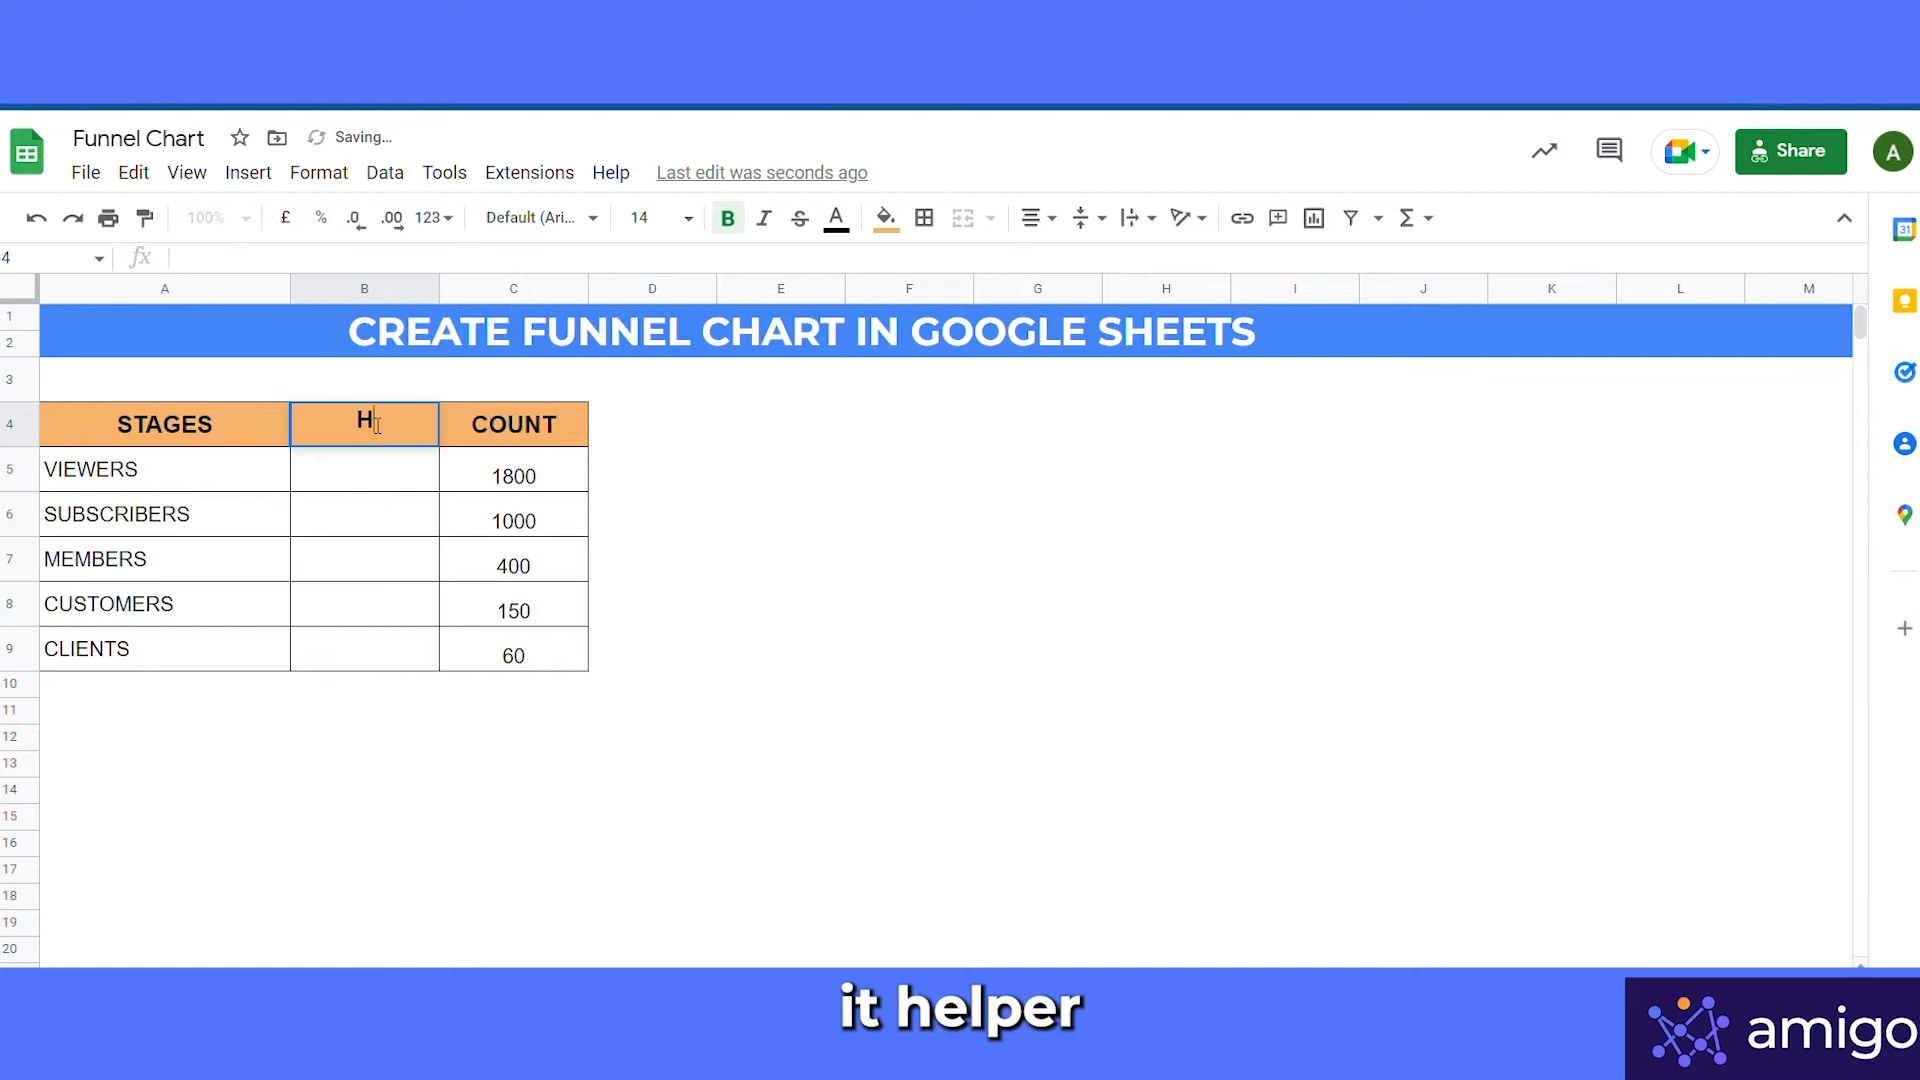 Funnel Chart Saving...
File Edit View Insert Format Data Tools Extensions Help Last edit was seconds ago
Share
A
100% £ % .0 .00 123 Default (Ari... 14 B I S A Σ
31
4 fx
A B C D E F G H I J K L M
1
CREATE FUNNEL CHART IN GOOGLE SHEETS
2
3
4 STAGES H COUNT
5 VIEWERS 1800
6 SUBSCRIBERS 1000
7 MEMBERS 400
8 CUSTOMERS 150
9 CLIENTS 60
10
11
12
13
14
15
16
17
18
19
20
it helper
amigo